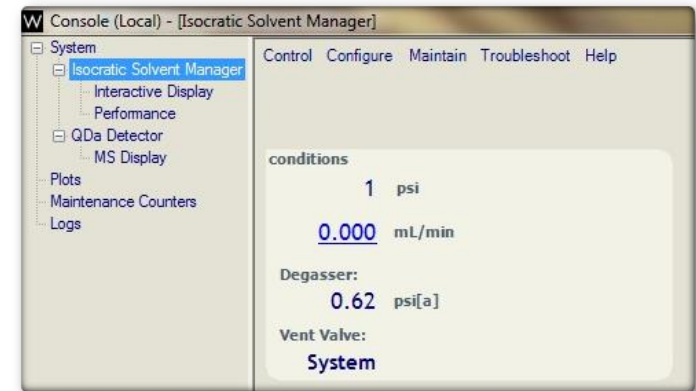 W Console (Local) - [Isocratic Solvent Manager]
System
Isocratic Solvent Manager
Interactive Display
Performance
QDa Detector
MS Display
Plots
Maintenance Counters
Logs
Control Configure Maintain Troubleshoot Help
conditions
1 psi
0.000 mL/min
Degasser:
0.62 psi[a]
Vent Valve:
System